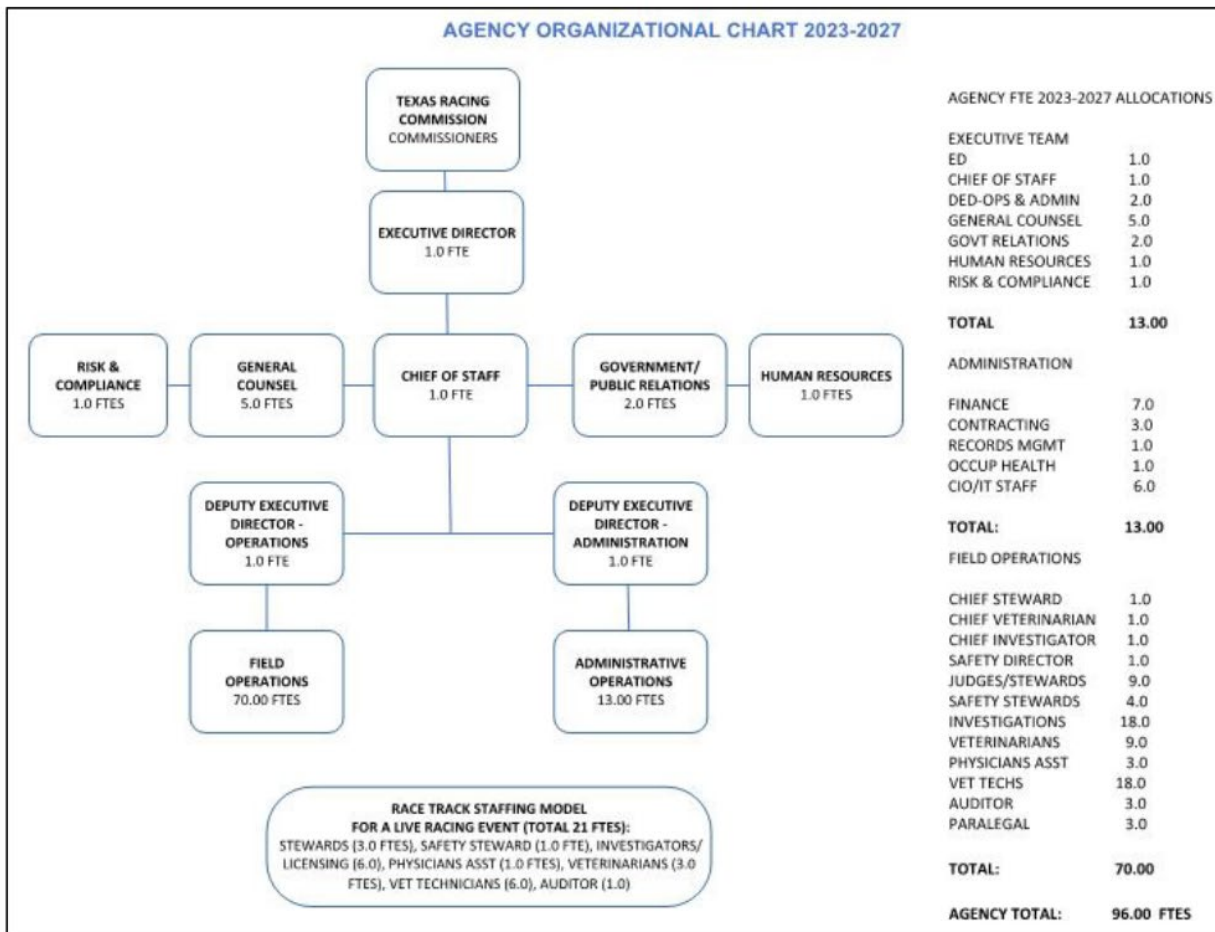 AGENCY ORGANIZATIONAL CHART 2023-2027
TEXAS RACING
COMMISSION
COMMISSIONERS
EXECUTIVE DIRECTOR
1.0 FTE
RISK &
COMPLIANCE
1.0 FTES
GENERAL
COUNSEL
5.0 FTES
CHIEF OF STAFF
1.0 FTE
GOVERNMENT/
PUBLIC RELATIONS
2.0 FTES
HUMAN RESOURCES
1.0 FTES
DEPUTY EXECUTIVE
DIRECTOR -
OPERATIONS
1.0 FTE
DEPUTY EXECUTIVE
DIRECTOR -
ADMINISTRATION
1.0 FTE
FIELD
OPERATIONS
70.00 FTES
ADMINISTRATIVE
OPERATIONS
13.00 FTES
RACE TRACK STAFFING MODEL
FOR A LIVE RACING EVENT (TOTAL 21 FTES):
STEWARDS (3.0 FTES), SAFETY STEWARD (1.0 FTE), INVESTIGATORS/
LICENSING (6.0), PHYSICIANS ASST (1.0 FTES), VETERINARIANS (3.0
FTES), VET TECHNICIANS (6.0), AUDITOR (1.0)
AGENCY FTE 2023-2027 ALLOCATIONS
EXECUTIVE TEAM
ED 1.0
CHIEF OF STAFF 1.0
DED-OPS & ADMIN 2.0
GENERAL COUNSEL 5.0
GOVT RELATIONS 2.0
HUMAN RESOURCES 1.0
RISK & COMPLIANCE 1.0
TOTAL 13.00
ADMINISTRATION
FINANCE 7.0
CONTRACTING 3.0
RECORDS MGMT 1.0
OCCUP HEALTH 1.0
CIO/IT STAFF 6.0
TOTAL: 13.00
FIELD OPERATIONS
CHIEF STEWARD 1.0
CHIEF VETERINARIAN 1.0
CHIEF INVESTIGATOR 1.0
SAFETY DIRECTOR 1.0
JUDGES/STEWARDS 9.0
SAFETY STEWARDS 4.0
INVESTIGATIONS 18.0
VETERINARIANS 9.0
PHYSICIANS ASST 3.0
VET TECHS 18.0
AUDITOR 3.0
PARALEGAL 3.0
TOTAL: 70.00
AGENCY TOTAL: 96.00 FTES